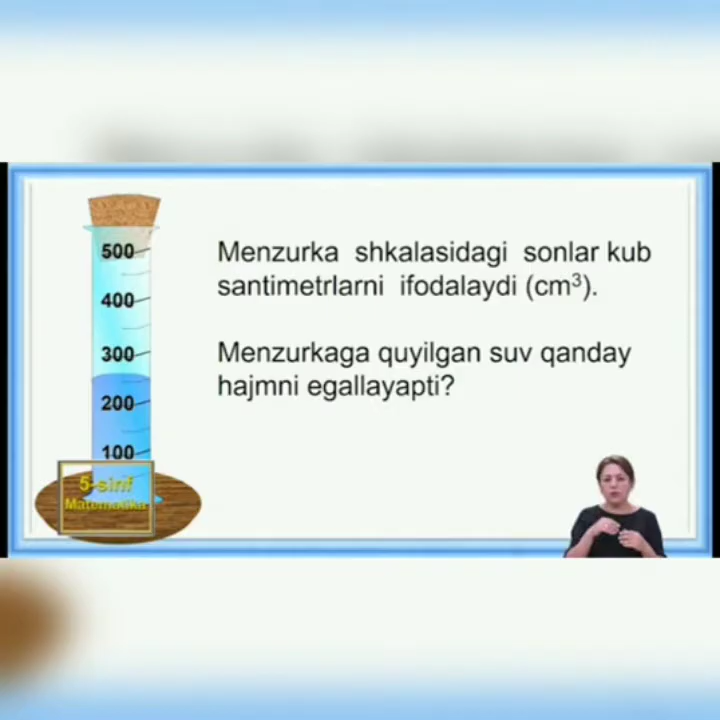 500
400
300
200
100
5-sinf
Matematika
Menzurka shkalasidagi sonlar kub
santimetrlarni ifodalaydi (cm³).
Menzurkaga quyilgan suv qanday
hajmni egallayapti?